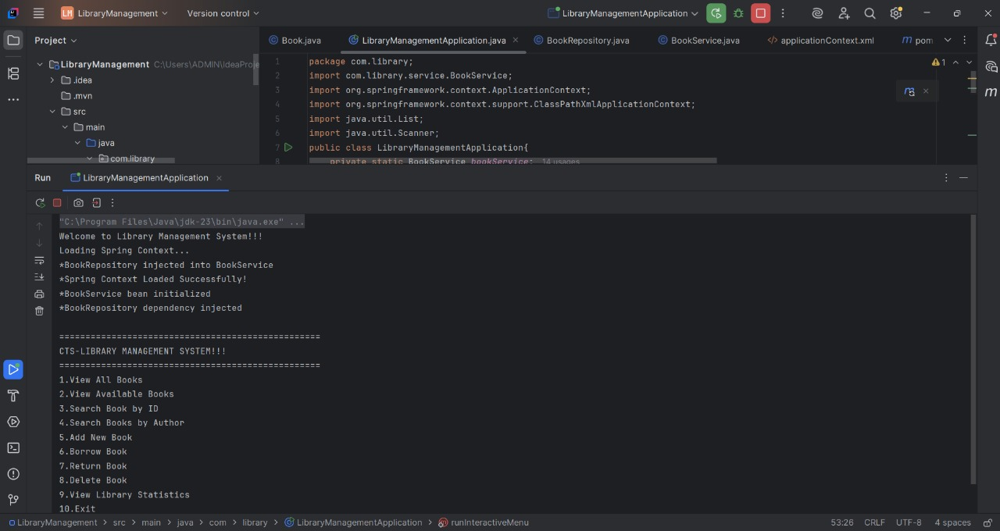 LM LibraryManagement Version control LibraryManagementApplication
Project
Book.java LibraryManagementApplication.java BookRepository.java BookService.java applicationContext.xml pom
LibraryManagement C:\Users\ADMIN\IdeaProje
.idea
.mvn
src
main
java
com.library
1 package com.library;
2 import com.library.service.BookService;
3 import org.springframework.context.ApplicationContext;
4 import org.springframework.context.support.ClassPathXmlApplicationContext;
5 import java.util.List;
6 import java.util.Scanner;
7 public class LibraryManagementApplication{
8 private static BookService bookService; 14 usages
1
Run LibraryManagementApplication
"C:\Program Files\Java\jdk-23\bin\java.exe" ...
Welcome to Library Management System!!!
Loading Spring Context...
*BookRepository injected into BookService
*Spring Context Loaded Successfully!
*BookService bean initialized
*BookRepository dependency injected
==================================================
CTS-LIBRARY MANAGEMENT SYSTEM!!!
==================================================
1.View All Books
2.View Available Books
3.Search Book by ID
4.Search Books by Author
5.Add New Book
6.Borrow Book
7.Return Book
8.Delete Book
9.View Library Statistics
10.Exit
LibraryManagement > src > main > java > com > library > LibraryManagementApplication > runInteractiveMenu 53:26 CRLF UTF-8 4 spaces